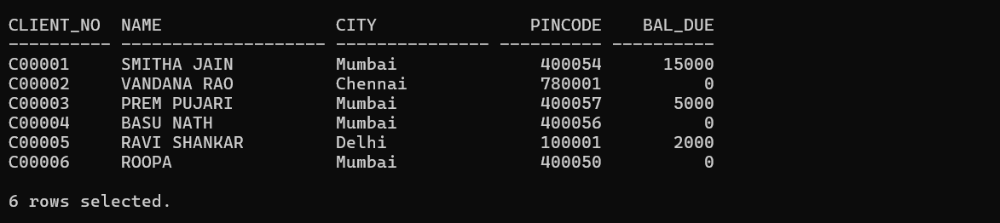 CLIENT_NO  NAME                 CITY               PINCODE    BAL_DUE
---------- -------------------- --------------- ---------- ----------
C00001     SMITHA JAIN          Mumbai              400054      15000
C00002     VANDANA RAO          Chennai             780001          0
C00003     PREM PUJARI          Mumbai              400057       5000
C00004     BASU NATH            Mumbai              400056          0
C00005     RAVI SHANKAR         Delhi               100001       2000
C00006     ROOPA                Mumbai              400050          0
6 rows selected.